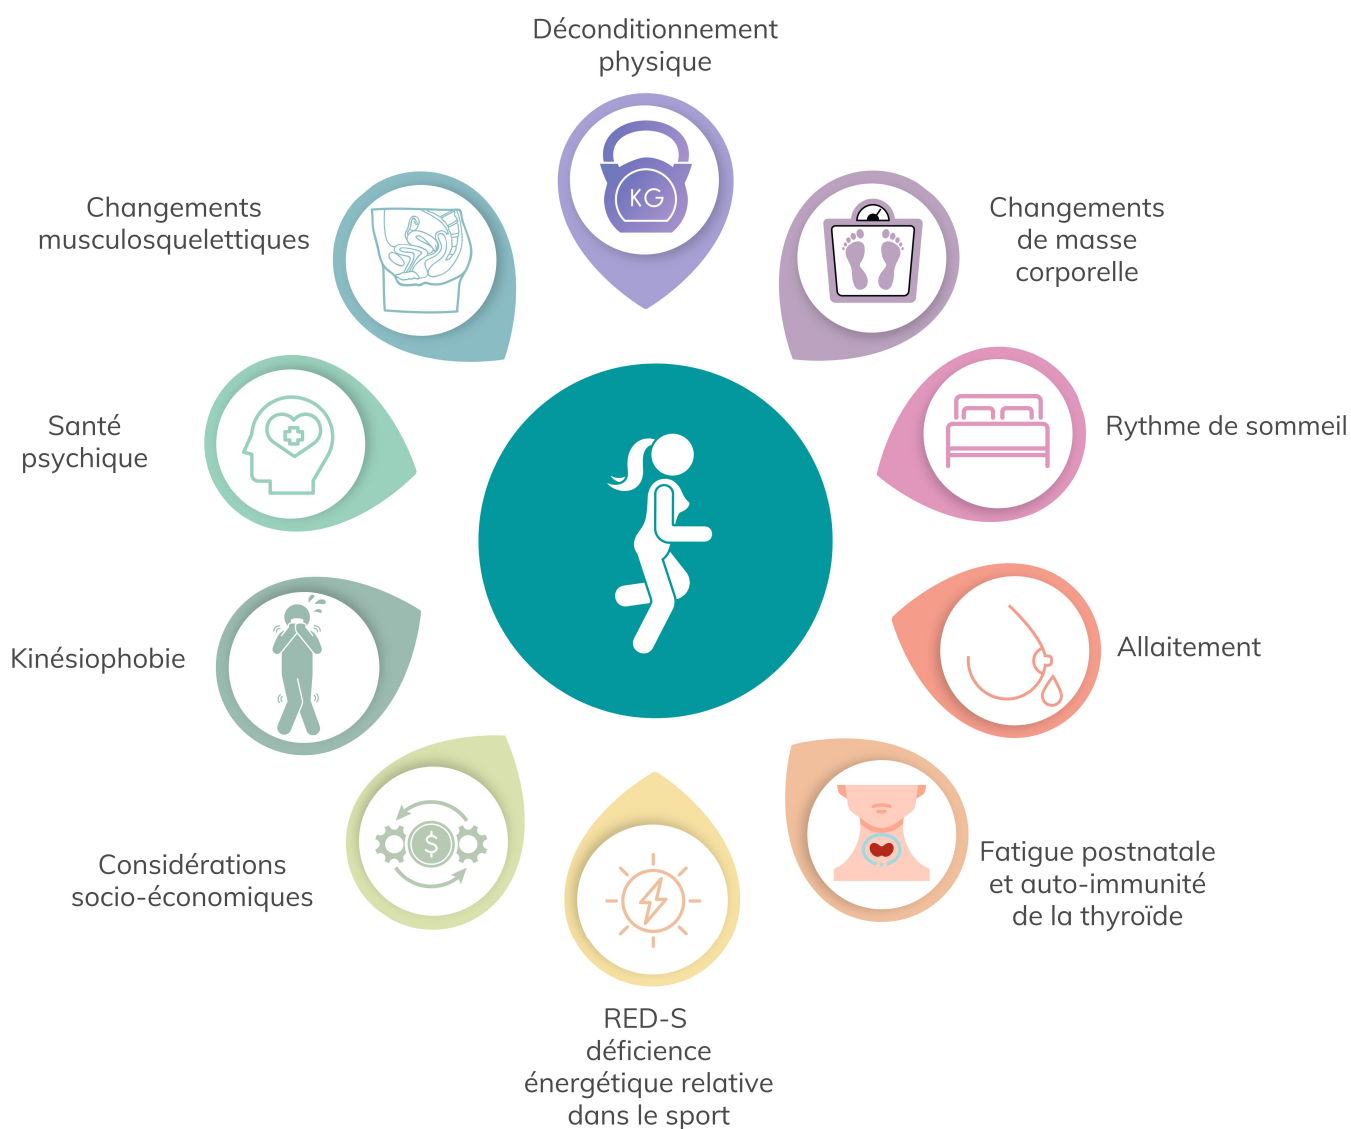 Déconditionnement
physique
KG
Changements
musculosquelettiques
Changements
de masse
corporelle
Santé
psychique
Rythme de sommeil
Kinésiophobie
Allaitement
$
Considérations
socio-économiques
Fatigue postnatale
et auto-immunité
de la thyroïde
RED-S
déficience
énergétique relative
dans le sport